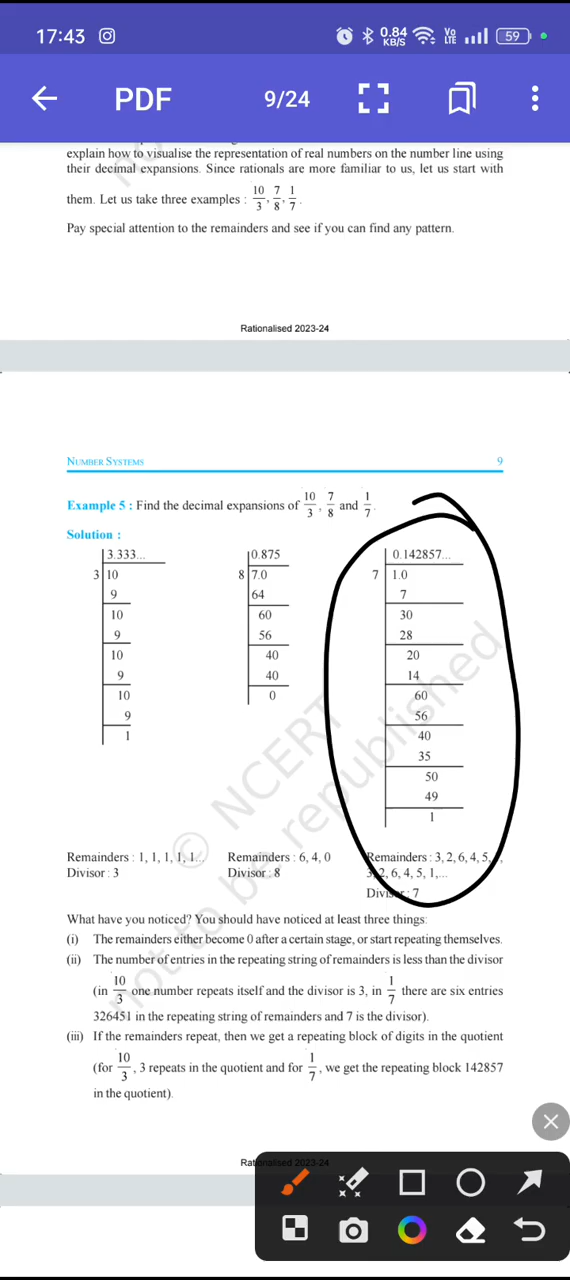 17:43 0.84 KB/S Vo LTE 59
PDF 9/24
explain how to visualise the representation of real numbers on the number line using
their decimal expansions. Since rationals are more familiar to us, let us start with
them. Let us take three examples : 10/3, 7/8, 1/7.
Pay special attention to the remainders and see if you can find any pattern.
Rationalised 2023-24
NUMBER SYSTEMS 9
Example 5 : Find the decimal expansions of 10/3, 7/8 and 1/7.
Solution :
3.333...
3 10
9
10
9
10
9
10
9
1
0.875
8 7.0
64
60
56
40
40
0
0.142857...
7 1.0
7
30
28
20
14
60
56
40
35
50
49
1
Remainders : 1, 1, 1, 1, 1...
Divisor : 3
Remainders : 6, 4, 0
Divisor : 8
Remainders : 3, 2, 6, 4, 5,
3, 2, 6, 4, 5, 1,...
Divisor : 7
© NCERT
not to be republished
What have you noticed? You should have noticed at least three things:
(i) The remainders either become 0 after a certain stage, or start repeating themselves.
(ii) The number of entries in the repeating string of remainders is less than the divisor
(in 10/3 one number repeats itself and the divisor is 3, in 1/7 there are six entries
326451 in the repeating string of remainders and 7 is the divisor).
(iii) If the remainders repeat, then we get a repeating block of digits in the quotient
(for 10/3, 3 repeats in the quotient and for 1/7, we get the repeating block 142857
in the quotient).
2023-24